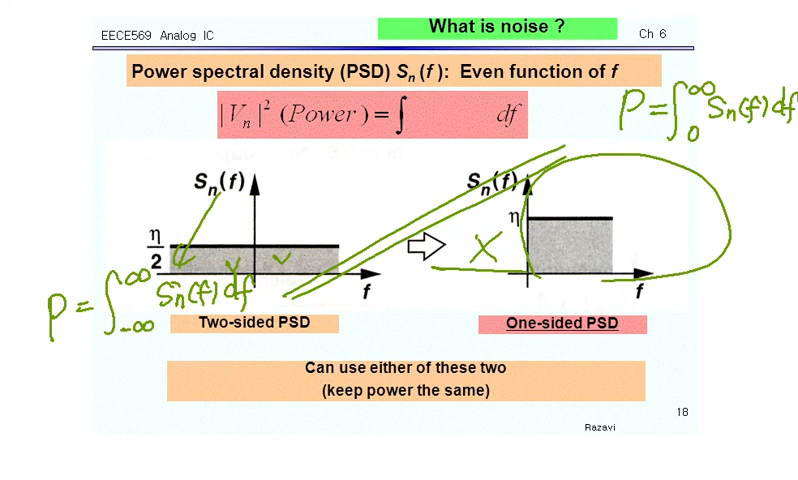 What is noise ?
EECE569 Analog IC
Ch 6
Power spectral density (PSD) Sn (f ): Even function of f
|Vn|² (Power) = ∫ df
P = ∫₀^∞ Sn(f) df
Sn(f)
η/2
f
P = ∫₋∞^∞ Sn(f) df
Sn(f)
η
X
f
Two-sided PSD
One-sided PSD
Can use either of these two
(keep power the same)
18
Razavi